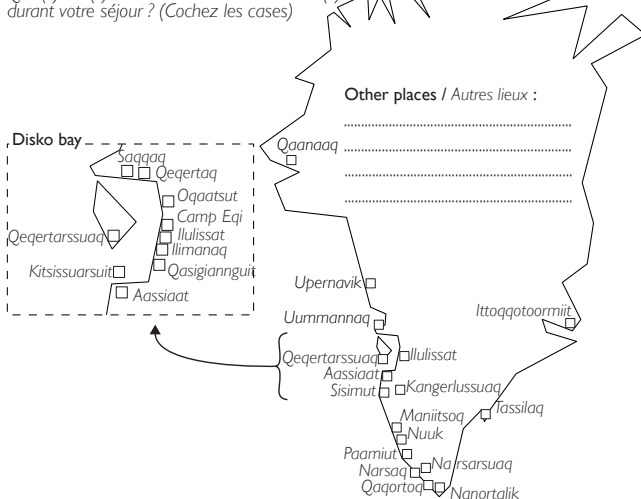 durant votre séjour ? (Cochez les cases)
Other places / Autres lieux :
Disko bay
Saqqaq
Qeqertaq
Oqaatsut
Camp Eqi
Ilulissat
Ilimanaq
Qasigiannguit
Qeqertarssuaq
Kitsissuarsuit
Aassiaat
Qaanaaq
Upernavik
Uummannaq
Ittoqqotoormiit
Qeqertarssuaq
Ilulissat
Aassiaat
Sisimut
Kangerlussuaq
Tassilaq
Maniitsoq
Nuuk
Paamiut
Narsaq
Narsarsuaq
Qaqortoq
Nanortalik